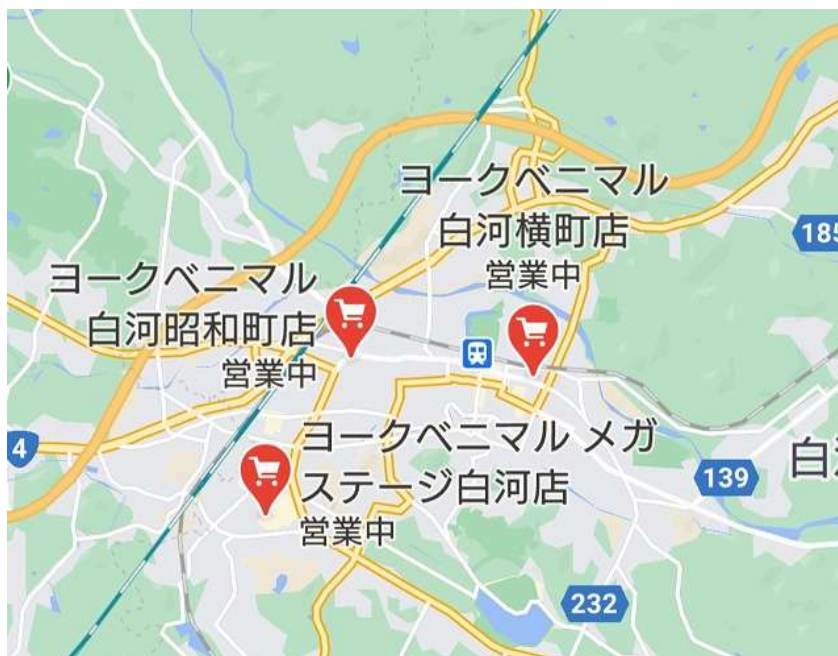 ヨークベニマル
白河横町店
営業中
185
ヨークベニマル
白河昭和町店
営業中
4
ヨークベニマル メガ
ステージ白河店
営業中
139
白
232